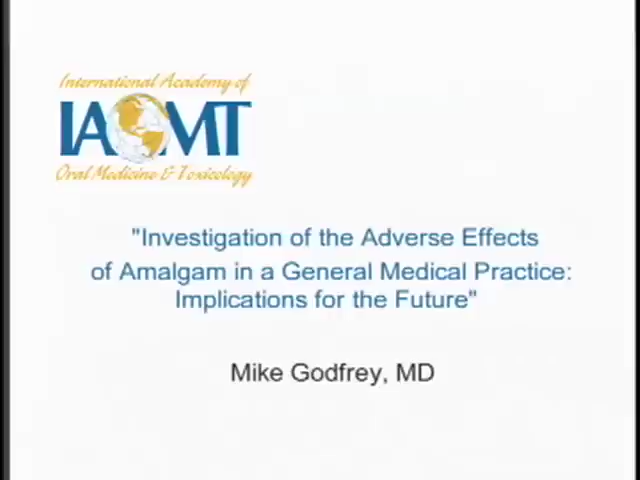 International Academy of
IAOMT
Oral Medicine & Toxicology
"Investigation of the Adverse Effects
of Amalgam in a General Medical Practice:
Implications for the Future"
Mike Godfrey, MD